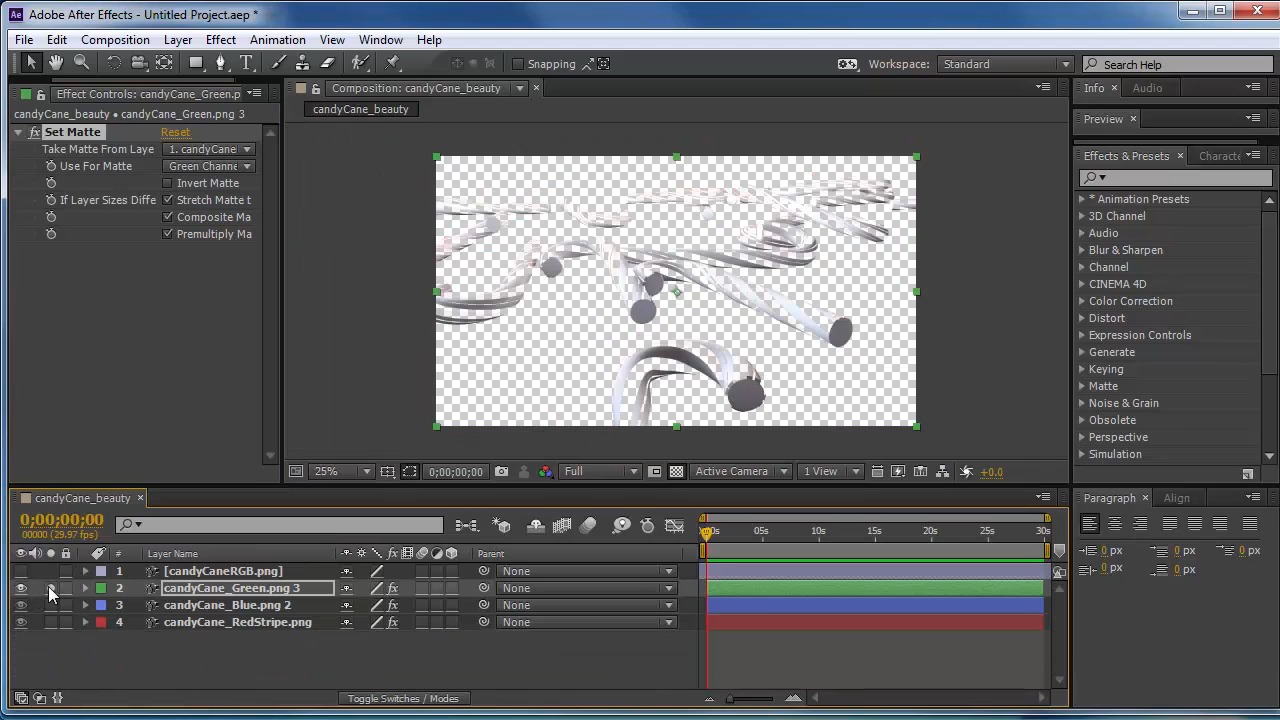 Adobe After Effects - Untitled Project.aep *
File Edit Composition Layer Effect Animation View Window Help
Snapping Workspace: Standard Search Help
Effect Controls: candyCane_Green.p
candyCane_beauty • candyCane_Green.png 3
fx Set Matte Reset
Take Matte From Laye 1. candyCane
Use For Matte Green Channe
Invert Matte
If Layer Sizes Diffe Stretch Matte t
Composite Ma
Premultiply Ma
Composition: candyCane_beauty
candyCane_beauty
25% 0;00;00;00 Full Active Camera 1 View +0.0
Info Audio
Preview
Effects & Presets Characte
* Animation Presets
3D Channel
Audio
Blur & Sharpen
Channel
CINEMA 4D
Color Correction
Distort
Expression Controls
Generate
Keying
Matte
Noise & Grain
Obsolete
Perspective
Simulation
candyCane_beauty
0;00;00;00
00000 (29.97 fps)
# Layer Name Parent
05s 10s 15s 20s 25s 30s
1 [candyCaneRGB.png] None
2 candyCane_Green.png 3 fx None
3 candyCane_Blue.png 2 fx None
4 candyCane_RedStripe.png fx None
Toggle Switches / Modes
Paragraph Align
0 px 0 px 0 px
0 px 0 px